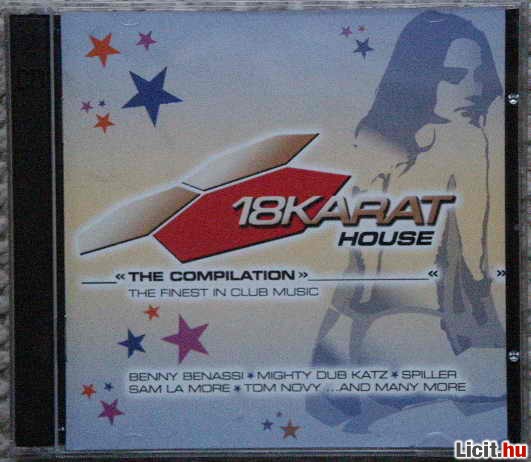 18KARAT
HOUSE
« THE COMPILATION » « »
THE FINEST IN CLUB MUSIC
BENNY BENASSI ★ MIGHTY DUB KATZ ★ SPILLER
SAM LA MORE ★ TOM NOVY ...AND MANY MORE
Licit.hu